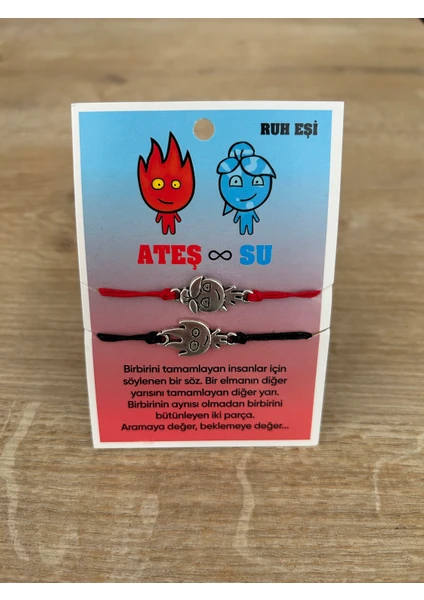 RUH EŞİ
ATEŞ ∞ SU
Birbirini tamamlayan insanlar için
söylenen bir söz. Bir elmanın diğer
yarısını tamamlayan diğer yarı.
Birbirinin aynısı olmadan birbirini
bütünleyen iki parça.
Aramaya değer, beklemeye değer...